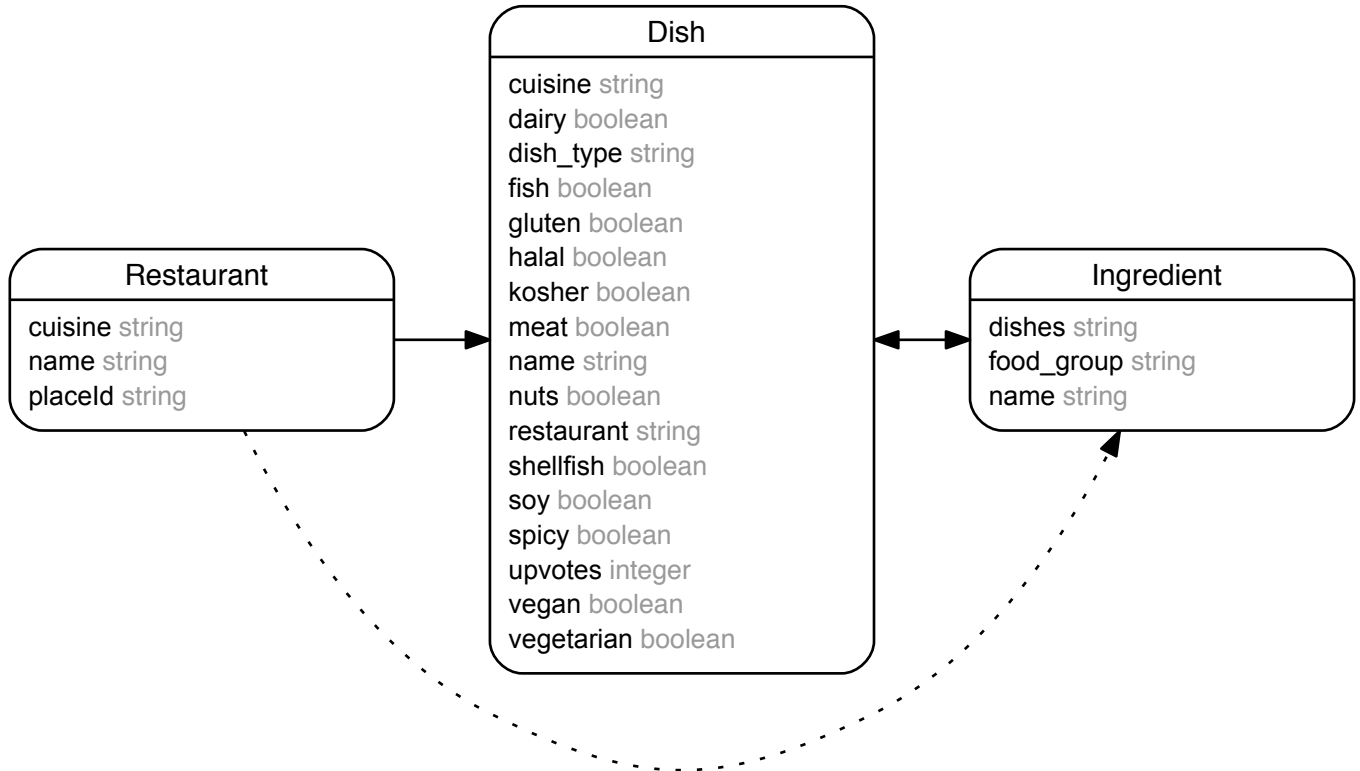 Dish
cuisine string
dairy boolean
dish_type string
fish boolean
gluten boolean
halal boolean
kosher boolean
meat boolean
name string
nuts boolean
restaurant string
shellfish boolean
soy boolean
spicy boolean
upvotes integer
vegan boolean
vegetarian boolean
Restaurant
cuisine string
name string
placeId string
Ingredient
dishes string
food_group string
name string